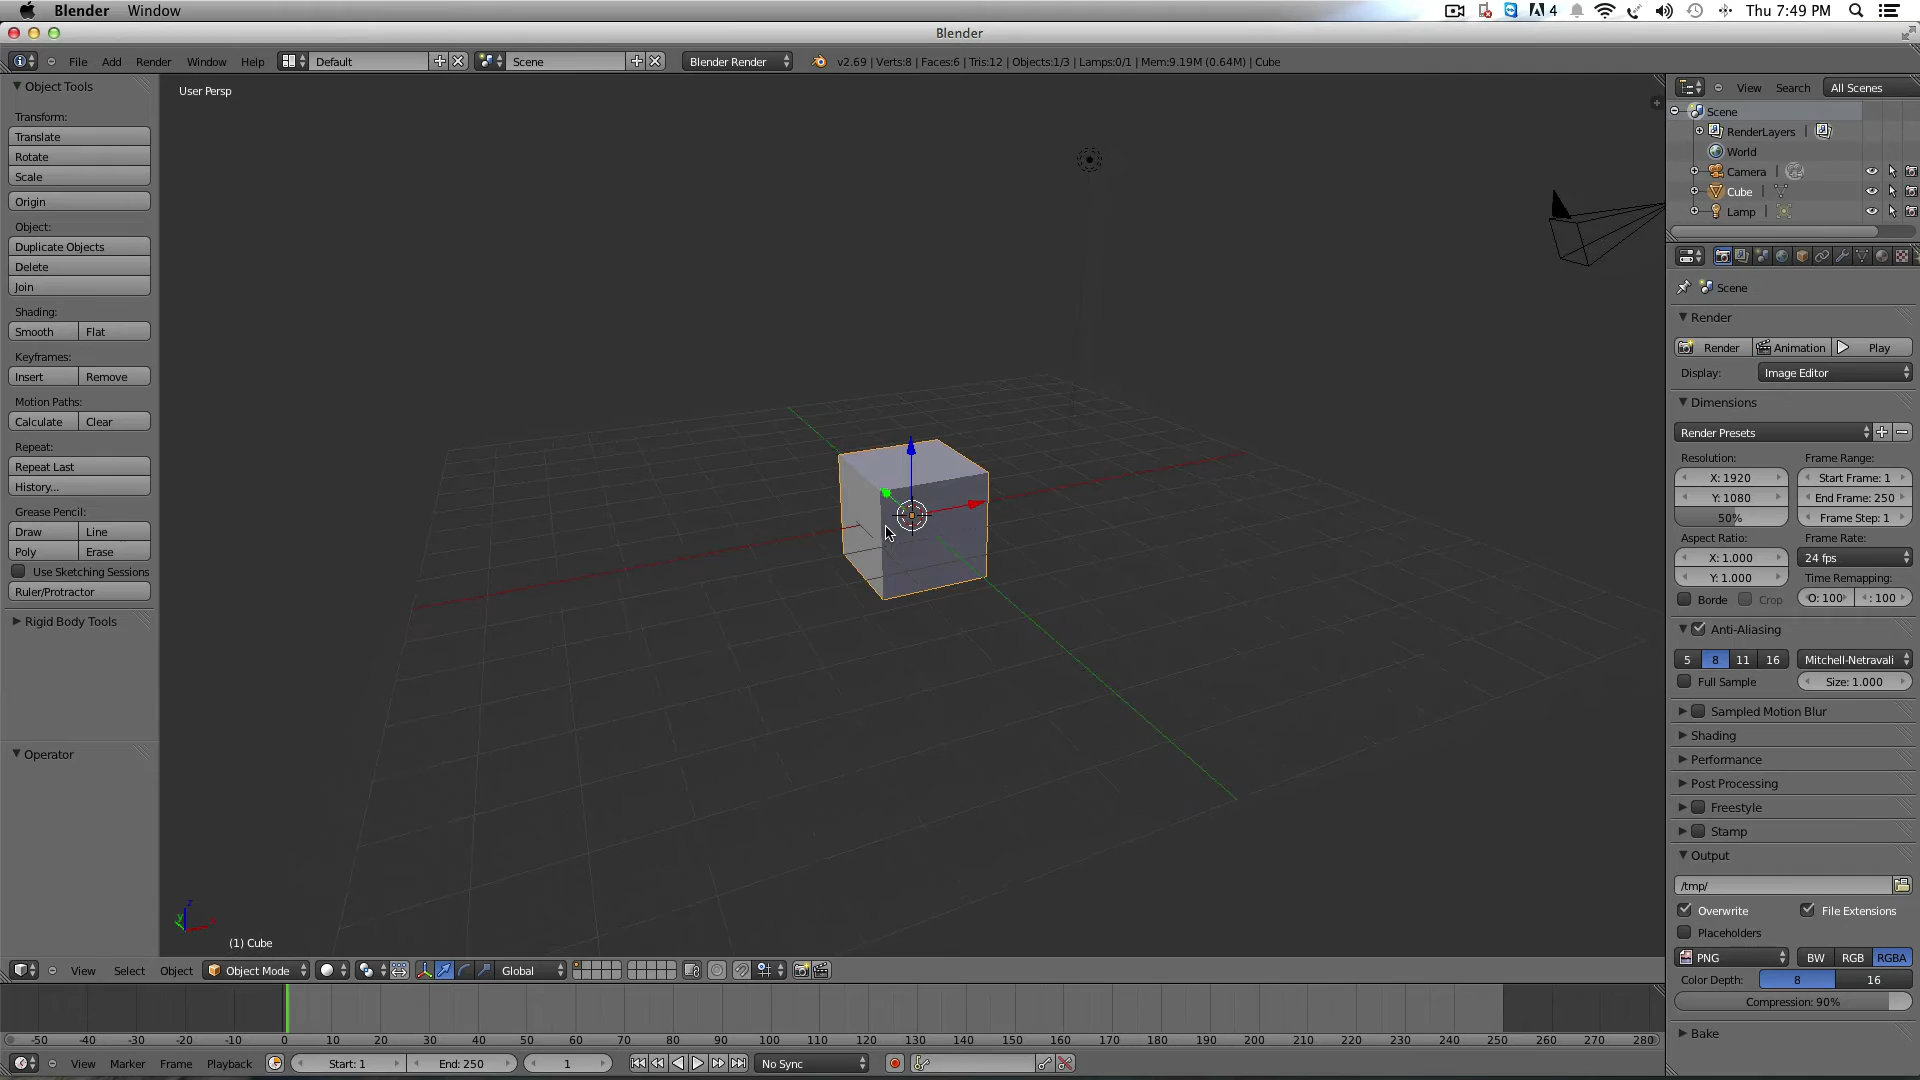 Blender Window 4 Thu 7:49 PM
Blender
File Add Render Window Help Default Scene Blender Render v2.69 | Verts:8 | Faces:6 | Tris:12 | Objects:1/3 | Lamps:0/1 | Mem:9.19M (0.64M) | Cube
Object Tools
Transform:
Translate
Rotate
Scale
Origin
Object:
Duplicate Objects
Delete
Join
Shading:
Smooth Flat
Keyframes:
Insert Remove
Motion Paths:
Calculate Clear
Repeat:
Repeat Last
History...
Grease Pencil:
Draw Line
Poly Erase
Use Sketching Sessions
Ruler/Protractor
Rigid Body Tools
Operator
User Persp
(1) Cube
View Select Object Object Mode Global
-50 -40 -30 -20 -10 0 10 20 30 40 50 60 70 80 90 100 110 120 130 140 150 160 170 180 190 200 210 220 230 240 250 260 270 280
View Marker Frame Playback Start: 1 End: 250 1 No Sync
View Search All Scenes
Scene
RenderLayers
World
Camera
Cube
Lamp
Scene
Render
Render Animation Play
Display: Image Editor
Dimensions
Render Presets
Resolution: Frame Range:
X: 1920 Start Frame: 1
Y: 1080 End Frame: 250
50% Frame Step: 1
Aspect Ratio: Frame Rate:
X: 1.000 24 fps
Y: 1.000 Time Remapping:
Borde Crop O: 100 : 100
Anti-Aliasing
5 8 11 16 Mitchell-Netravali
Full Sample Size: 1.000
Sampled Motion Blur
Shading
Performance
Post Processing
Freestyle
Stamp
Output
/tmp/
Overwrite File Extensions
Placeholders
PNG BW RGB RGBA
Color Depth: 8 16
Compression: 90%
Bake